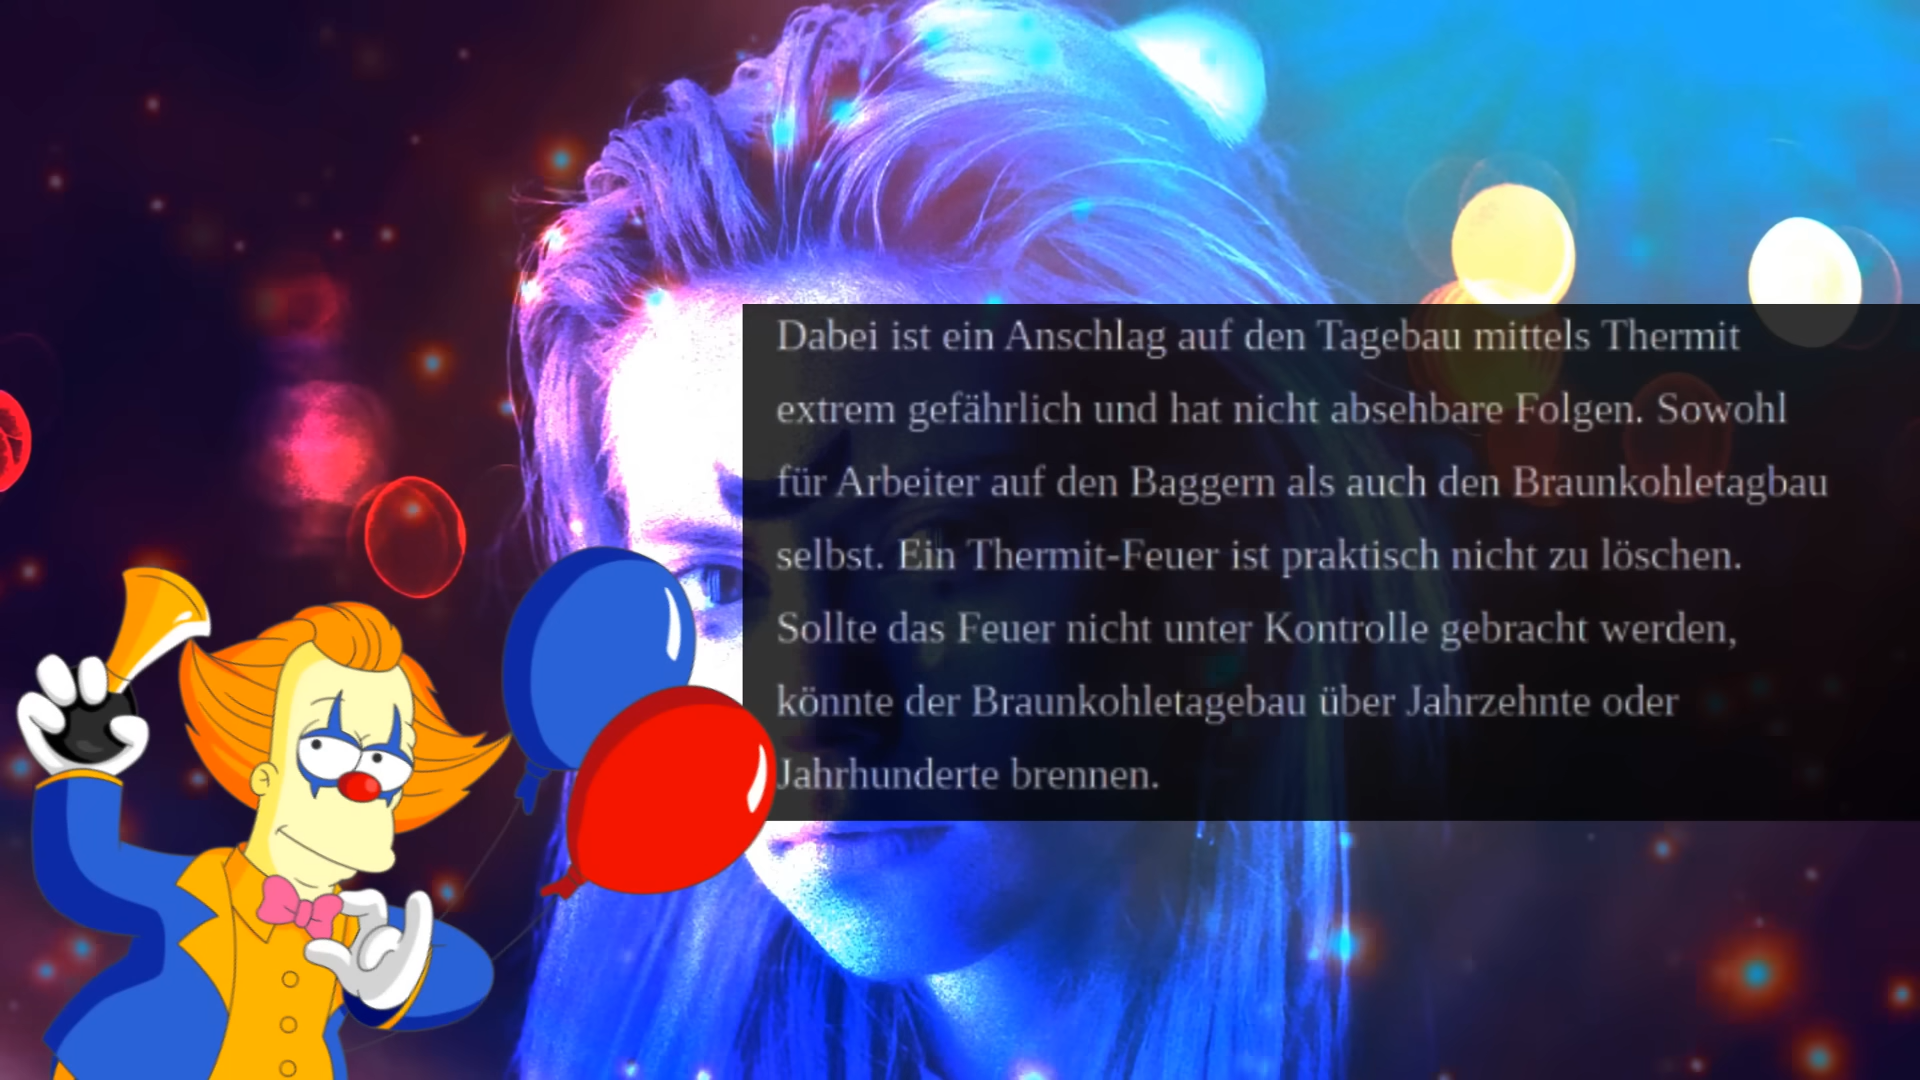 Dabei ist ein Anschlag auf den Tagebau mittels Thermit
extrem gefährlich und hat nicht absehbare Folgen. Sowohl
für Arbeiter auf den Baggern als auch den Braunkohletagbau
selbst. Ein Thermit-Feuer ist praktisch nicht zu löschen.
Sollte das Feuer nicht unter Kontrolle gebracht werden,
könnte der Braunkohletagebau über Jahrzehnte oder
Jahrhunderte brennen.